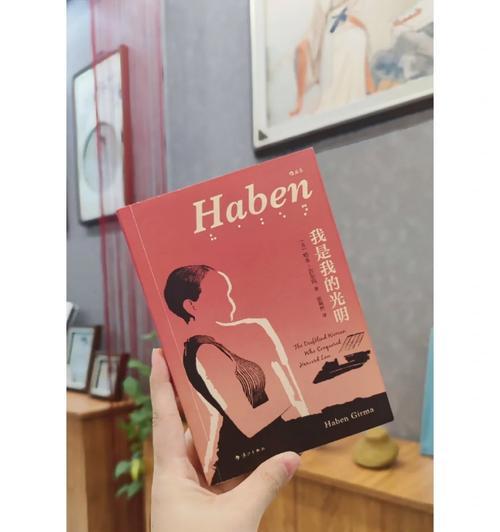 Haben
我是我的光明
The Deafblind Woman
Who Conquered
Harvard Law
Haben Girma